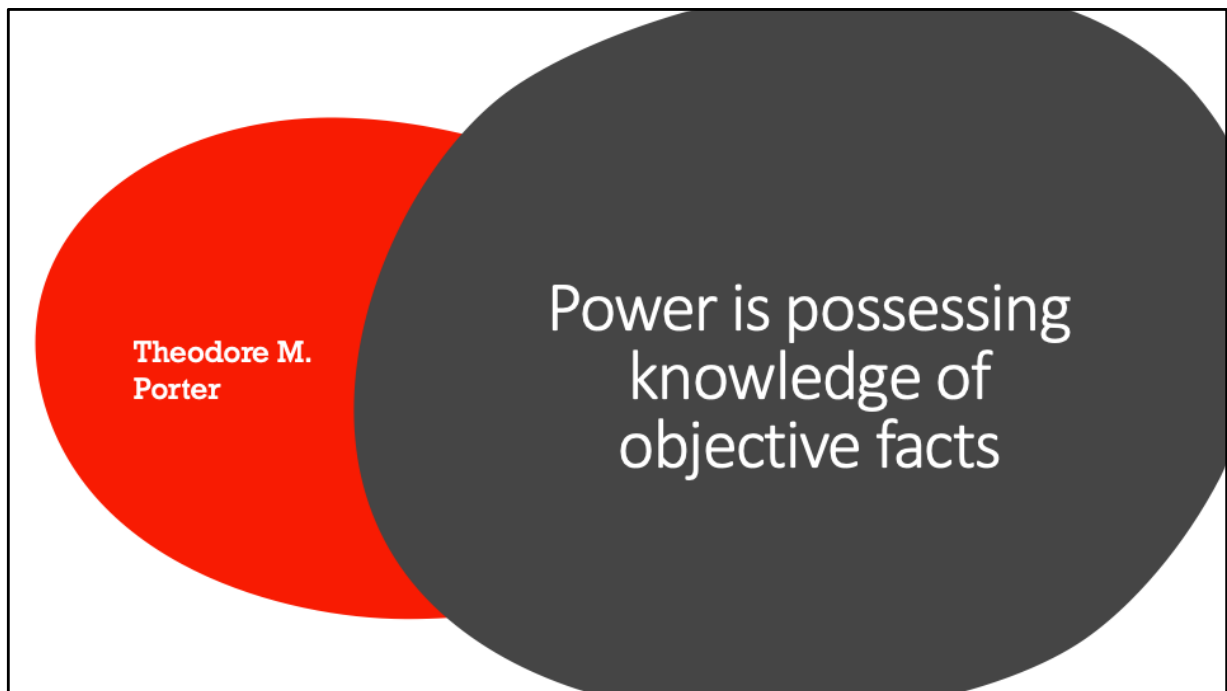 Theodore M.
Porter
Power is possessing
knowledge of
objective facts